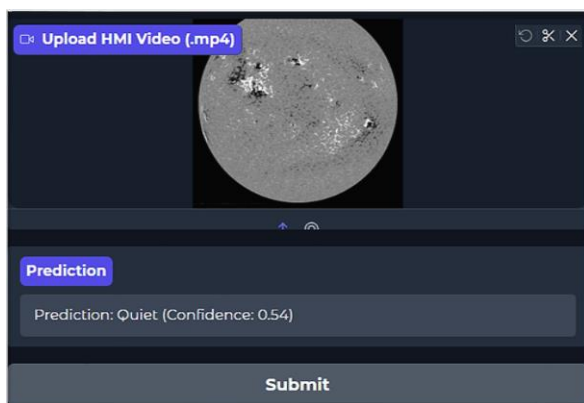 Upload HMI Video (.mp4)
Prediction
Prediction: Quiet (Confidence: 0.54)
Submit